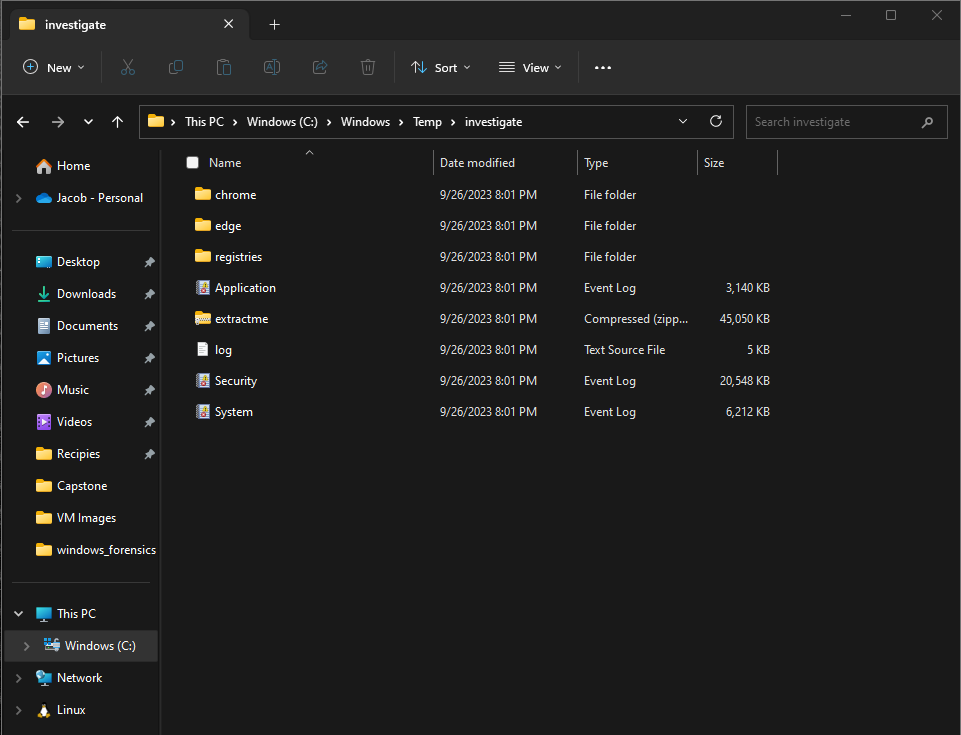 investigate
New Sort View
This PC Windows (C:) Windows Temp investigate Search investigate
Home
Jacob - Personal
Desktop
Downloads
Documents
Pictures
Music
Videos
Recipies
Capstone
VM Images
windows_forensics
This PC
Windows (C:)
Network
Linux
Name Date modified Type Size
chrome 9/26/2023 8:01 PM File folder
edge 9/26/2023 8:01 PM File folder
registries 9/26/2023 8:01 PM File folder
Application 9/26/2023 8:01 PM Event Log 3,140 KB
extractme 9/26/2023 8:01 PM Compressed (zipp... 45,050 KB
log 9/26/2023 8:01 PM Text Source File 5 KB
Security 9/26/2023 8:01 PM Event Log 20,548 KB
System 9/26/2023 8:01 PM Event Log 6,212 KB